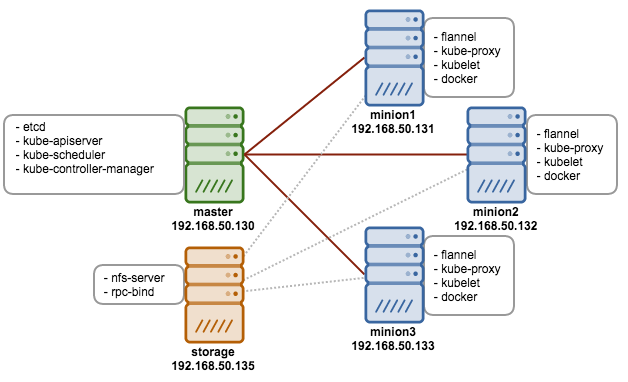 - flannel
- kube-proxy
- kubelet
- docker
minion1
192.168.50.131
- etcd
- kube-apiserver
- kube-scheduler
- kube-controller-manager
master
192.168.50.130
- flannel
- kube-proxy
- kubelet
- docker
minion2
192.168.50.132
- nfs-server
- rpc-bind
storage
192.168.50.135
- flannel
- kube-proxy
- kubelet
- docker
minion3
192.168.50.133